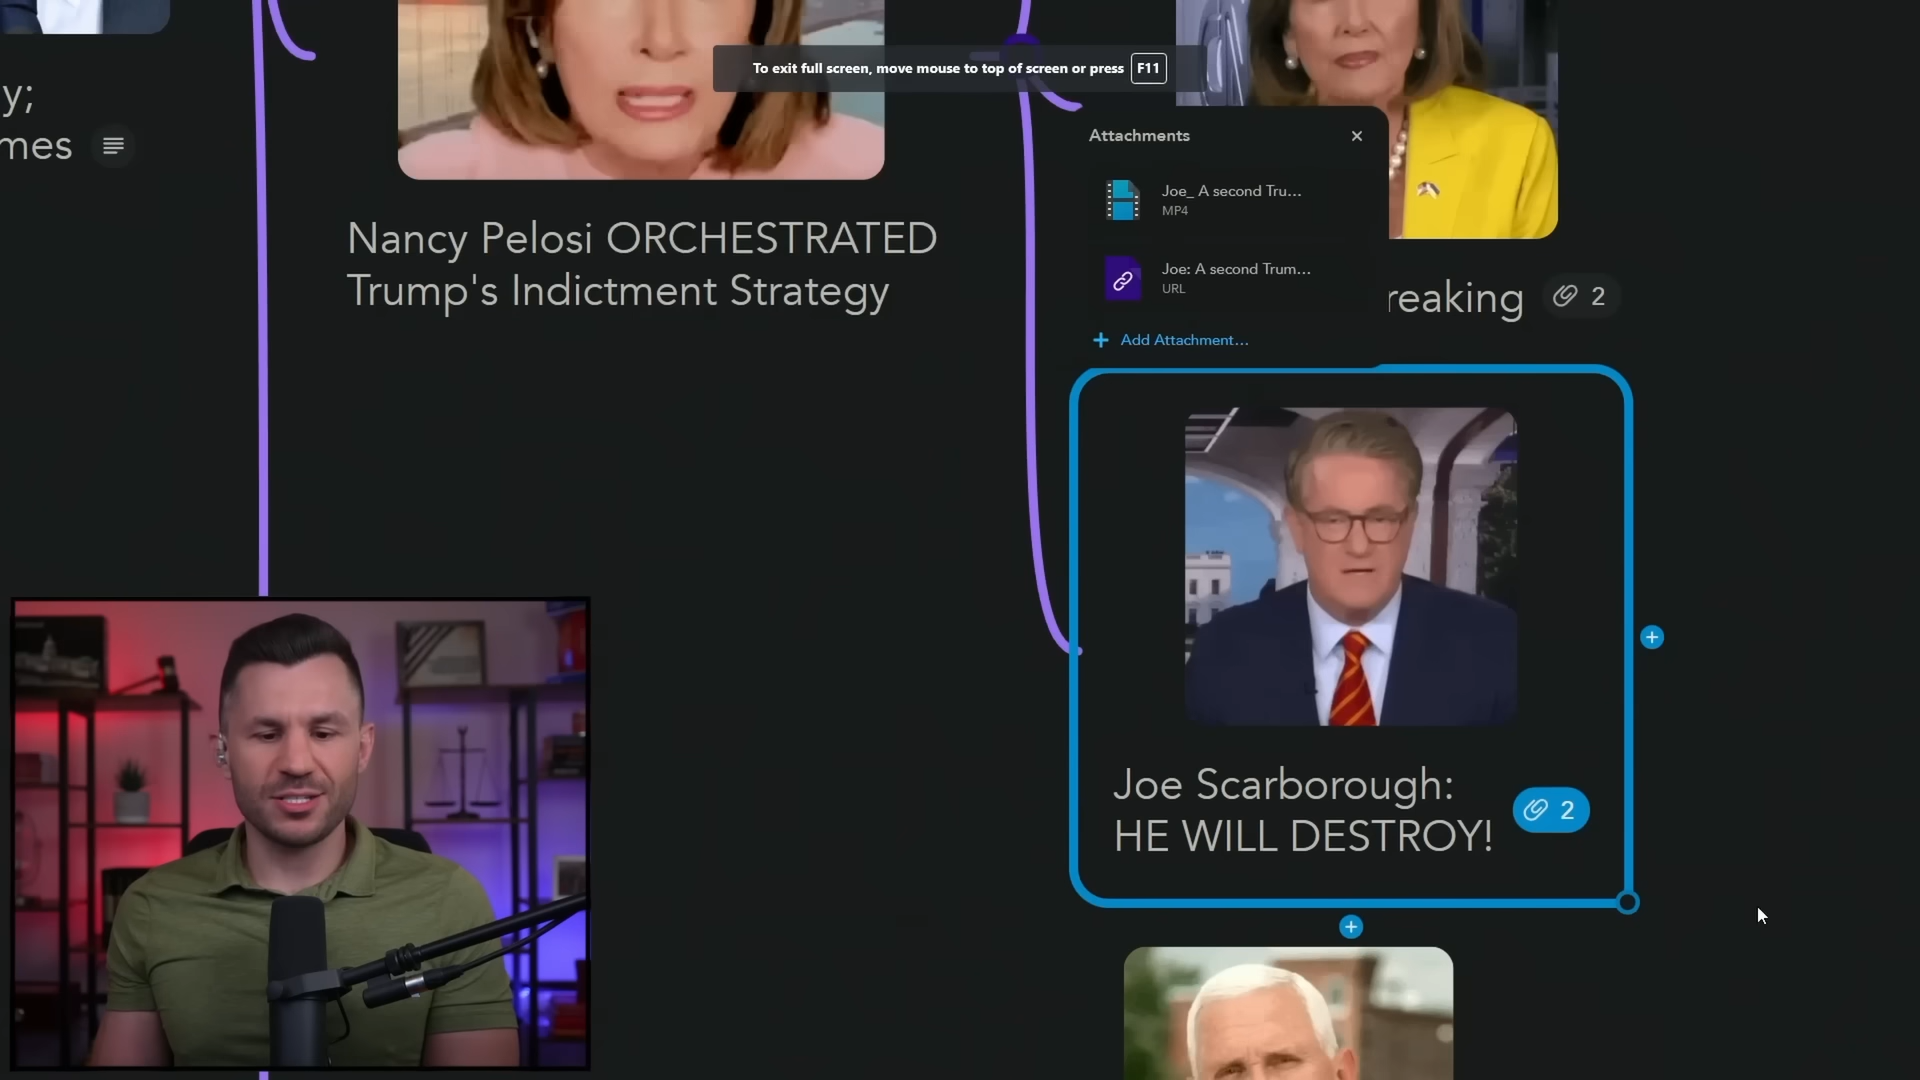 To exit full screen, move mouse to top of screen or press F11
y;
mes
Attachments
Joe_ A second Tru...
MP4
Joe: A second Trum...
URL
Add Attachment...
Nancy Pelosi ORCHESTRATED
Trump's Indictment Strategy
reaking
2
Joe Scarborough:
HE WILL DESTROY!
2